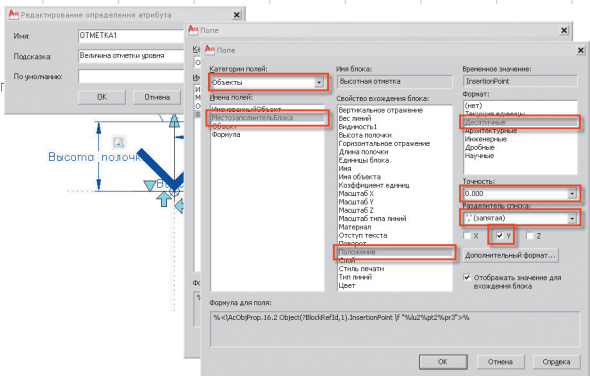 Редактирование определения атрибута
Имя:
ОТМЕТКА1
Подсказка:
Величина отметки уровня
По умолчанию:
ОК
Отмена
Высота полочк
Поле
Поле
Категории полей:
Объекты
Имена полей:
ИменованныйОбъект
МестозаполнительБлока
Объект
Формула
Имя блока:
Высотная отметка
Свойство вхождения блока:
Вертикальное отражение
Вес линий
Видимость1
Высота полочки
Горизонтальное отражение
Длина полочки
Единицы блока
Имя
Имя объекта
Коэффициент единиц
Масштаб X
Масштаб Y
Масштаб Z
Масштаб типа линий
Материал
Отступ текста
Поворот
Положение
Слой
Стиль печати
Тип линий
Цвет
Временное значение:
InsertionPoint
Формат:
(нет)
Текущие единицы
Десятичные
Архитектурные
Инженерные
Дробные
Научные
Точность:
0.000
Разделитель списка:
',' (запятая)
X Y Z
Дополнительный формат...
Отображать значение для
вхождения блока
Формула для поля:
%<\AcObjProp.16.2 Object(?BlockRefId,1).InsertionPoint \f "%lu2%pt2%pr3">%
ОК
Отмена
Справка